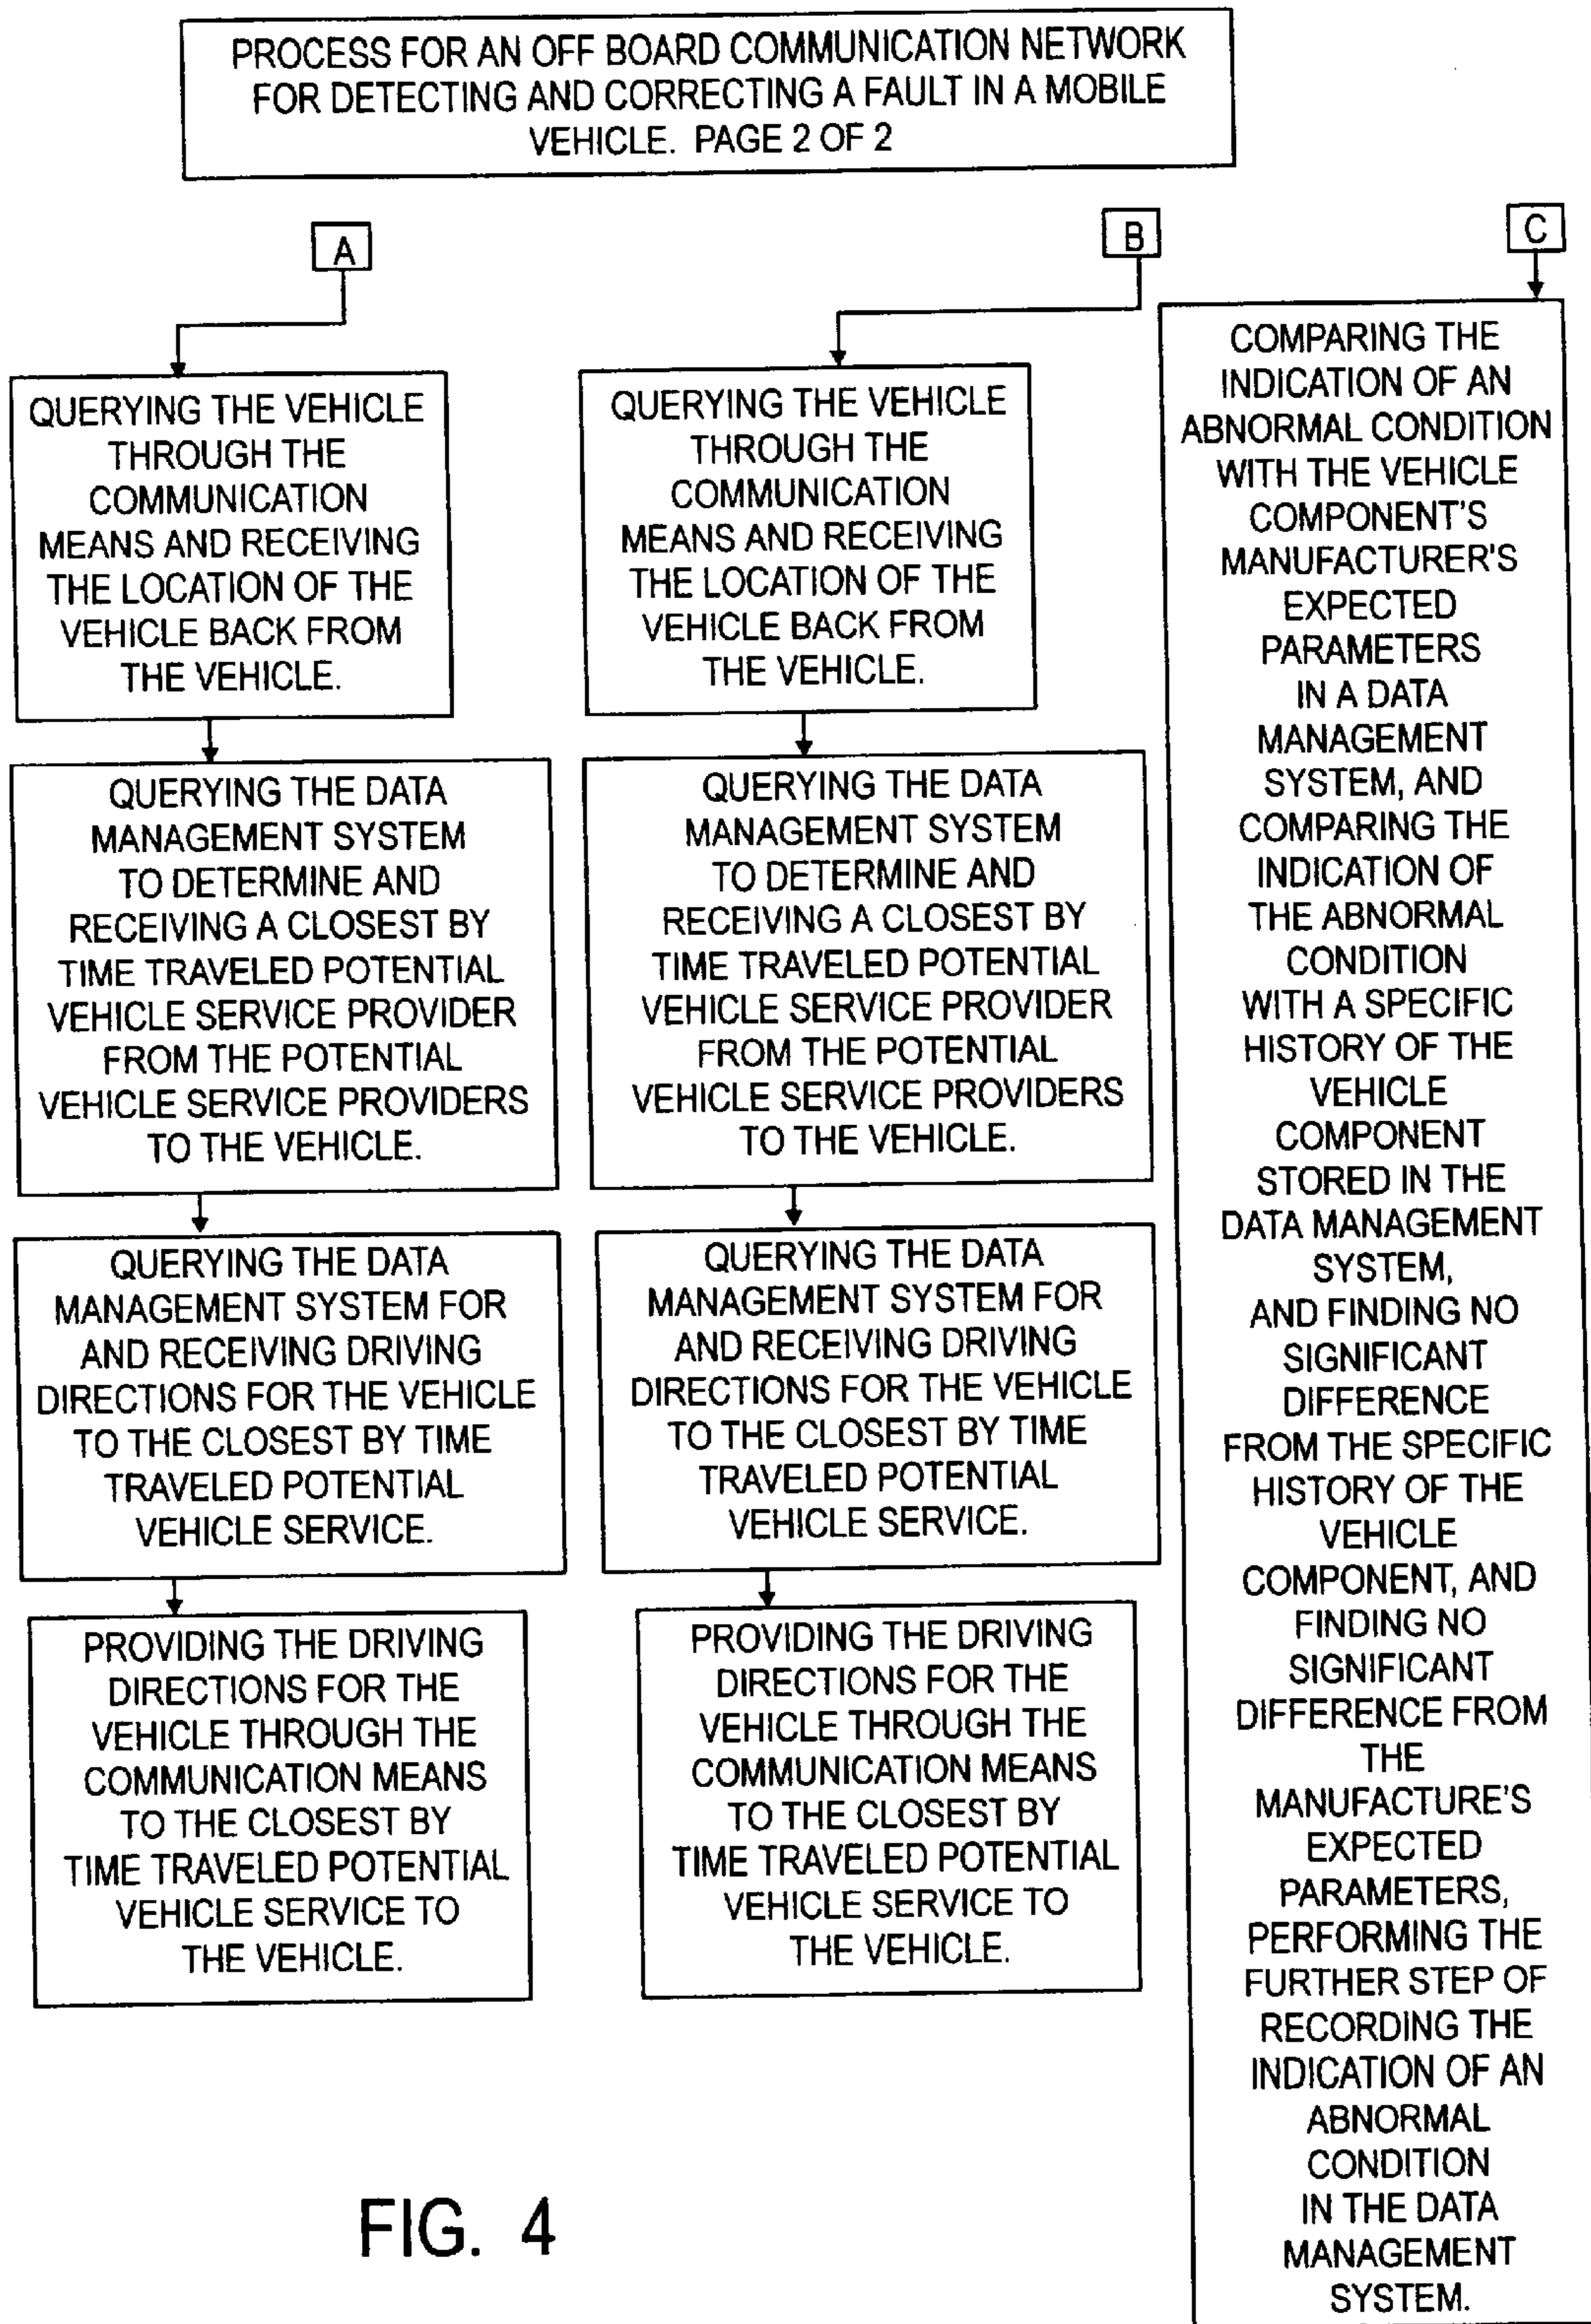 PROCESS FOR AN OFF BOARD COMMUNICATION NETWORK
FOR DETECTING AND CORRECTING A FAULT IN A MOBILE
VEHICLE. PAGE 2 OF 2
A
QUERYING THE VEHICLE
THROUGH THE
COMMUNICATION
MEANS AND RECEIVING
THE LOCATION OF THE
VEHICLE BACK FROM
THE VEHICLE.
QUERYING THE DATA
MANAGEMENT SYSTEM
TO DETERMINE AND
RECEIVING A CLOSEST BY
TIME TRAVELED POTENTIAL
VEHICLE SERVICE PROVIDER
FROM THE POTENTIAL
VEHICLE SERVICE PROVIDERS
TO THE VEHICLE.
QUERYING THE DATA
MANAGEMENT SYSTEM FOR
AND RECEIVING DRIVING
DIRECTIONS FOR THE VEHICLE
TO THE CLOSEST BY TIME
TRAVELED POTENTIAL
VEHICLE SERVICE.
PROVIDING THE DRIVING
DIRECTIONS FOR THE
VEHICLE THROUGH THE
COMMUNICATION MEANS
TO THE CLOSEST BY
TIME TRAVELED POTENTIAL
VEHICLE SERVICE TO
THE VEHICLE.
B
QUERYING THE VEHICLE
THROUGH THE
COMMUNICATION
MEANS AND RECEIVING
THE LOCATION OF THE
VEHICLE BACK FROM
THE VEHICLE.
QUERYING THE DATA
MANAGEMENT SYSTEM
TO DETERMINE AND
RECEIVING A CLOSEST BY
TIME TRAVELED POTENTIAL
VEHICLE SERVICE PROVIDER
FROM THE POTENTIAL
VEHICLE SERVICE PROVIDERS
TO THE VEHICLE.
QUERYING THE DATA
MANAGEMENT SYSTEM FOR
AND RECEIVING DRIVING
DIRECTIONS FOR THE VEHICLE
TO THE CLOSEST BY TIME
TRAVELED POTENTIAL
VEHICLE SERVICE.
PROVIDING THE DRIVING
DIRECTIONS FOR THE
VEHICLE THROUGH THE
COMMUNICATION MEANS
TO THE CLOSEST BY
TIME TRAVELED POTENTIAL
VEHICLE SERVICE TO
THE VEHICLE.
C
COMPARING THE
INDICATION OF AN
ABNORMAL CONDITION
WITH THE VEHICLE
COMPONENT'S
MANUFACTURER'S
EXPECTED
PARAMETERS
IN A DATA
MANAGEMENT
SYSTEM, AND
COMPARING THE
INDICATION OF
THE ABNORMAL
CONDITION
WITH A SPECIFIC
HISTORY OF THE
VEHICLE
COMPONENT
STORED IN THE
DATA MANAGEMENT
SYSTEM,
AND FINDING NO
SIGNIFICANT
DIFFERENCE
FROM THE SPECIFIC
HISTORY OF THE
VEHICLE
COMPONENT, AND
FINDING NO
SIGNIFICANT
DIFFERENCE FROM
THE
MANUFACTURE'S
EXPECTED
PARAMETERS,
PERFORMING THE
FURTHER STEP OF
RECORDING THE
INDICATION OF AN
ABNORMAL
CONDITION
IN THE DATA
MANAGEMENT
SYSTEM.
FIG. 4